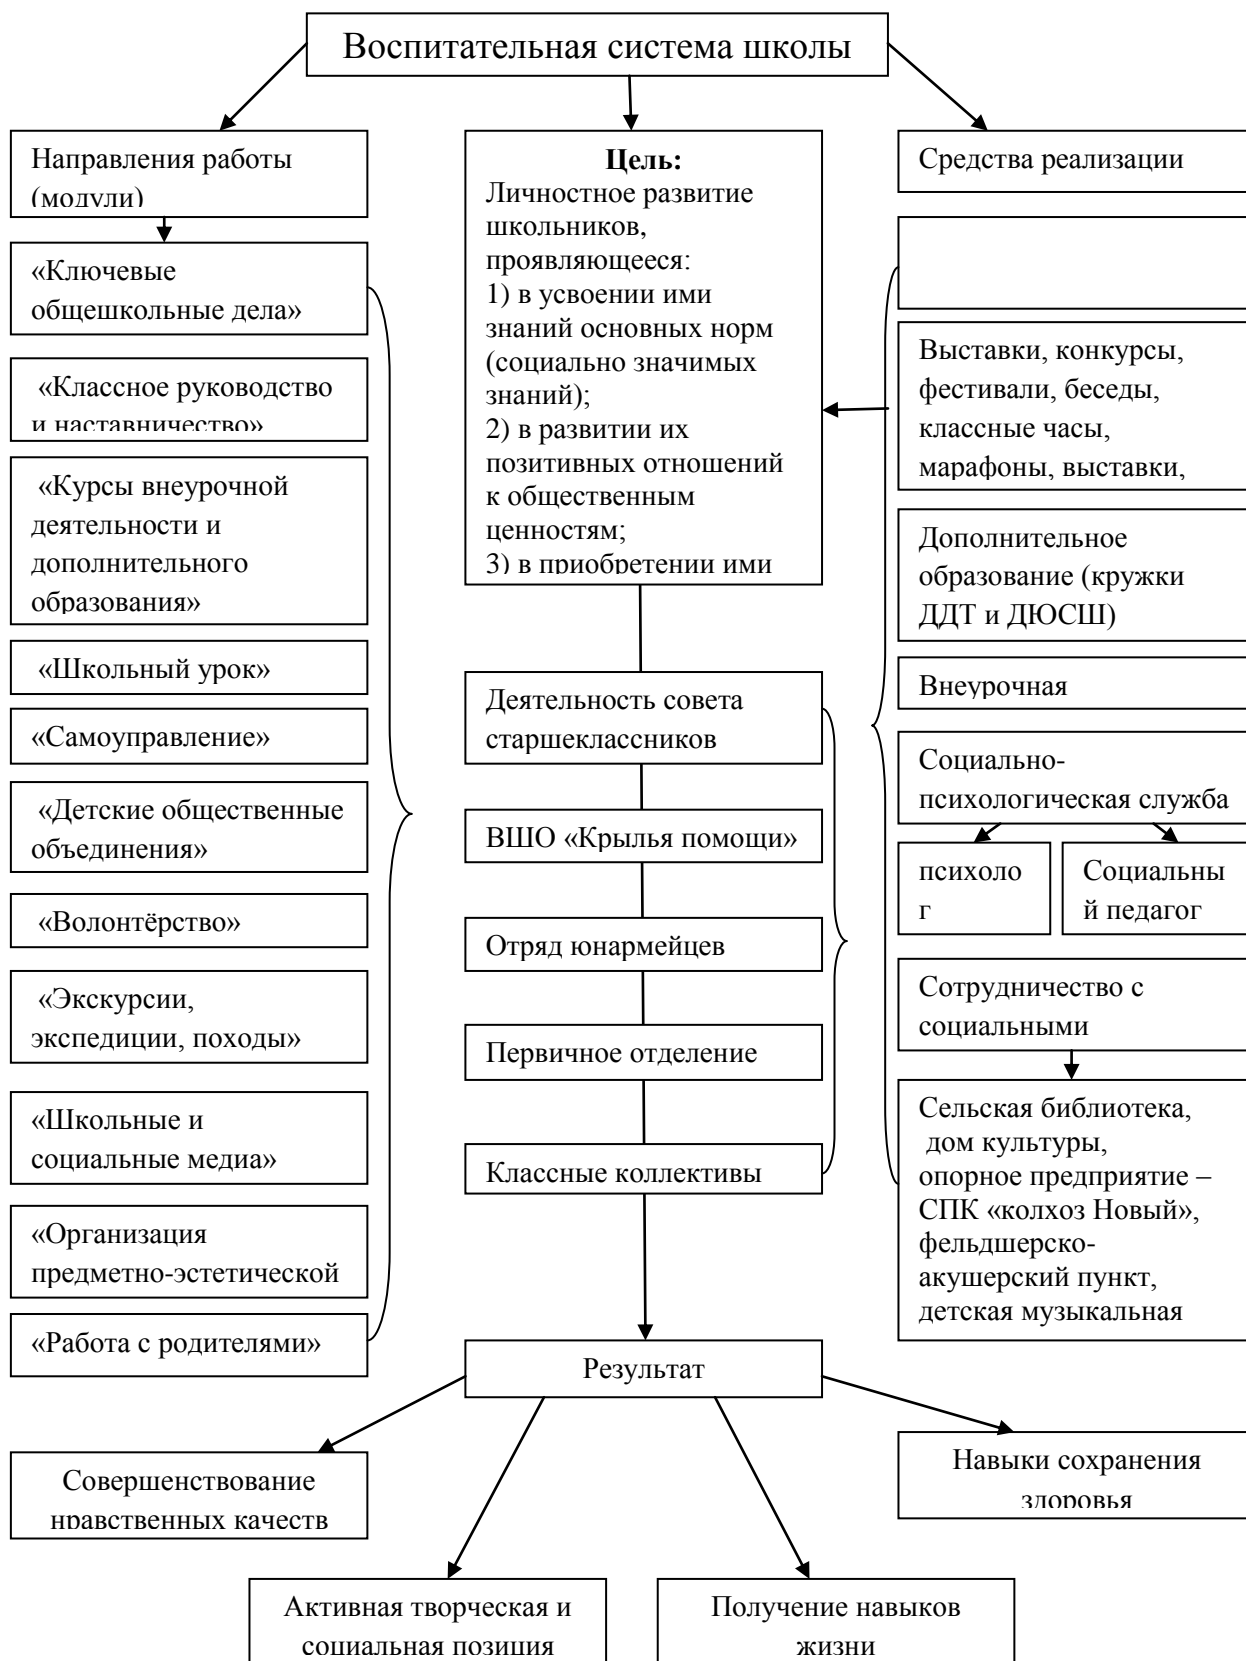 Воспитательная система школы
Направления работы
(модули)
«Ключевые
общешкольные дела»
«Классное руководство
и наставничество»
«Курсы внеурочной
деятельности и
дополнительного
образования»
«Школьный урок»
«Самоуправление»
«Детские общественные
объединения»
«Волонтёрство»
«Экскурсии,
экспедиции, походы»
«Школьные и
социальные медиа»
«Организация
предметно-эстетической
«Работа с родителями»
Цель:
Личностное развитие
школьников,
проявляющееся:
1) в усвоении ими
знаний основных норм
(социально значимых
знаний);
2) в развитии их
позитивных отношений
к общественным
ценностям;
3) в приобретении ими
Деятельность совета
старшеклассников
ВШО «Крылья помощи»
Отряд юнармейцев
Первичное отделение
Классные коллективы
Средства реализации
Выставки, конкурсы,
фестивали, беседы,
классные часы,
марафоны, выставки,
Дополнительное
образование (кружки
ДДТ и ДЮСШ)
Внеурочная
Социально-
психологическая служба
психоло
г
Социальны
й педагог
Сотрудничество с
социальными
Сельская библиотека,
дом культуры,
опорное предприятие –
СПК «колхоз Новый»,
фельдшерско-
акушерский пункт,
детская музыкальная
Результат
Совершенствование
нравственных качеств
Активная творческая и
социальная позиция
Получение навыков
жизни
Навыки сохранения
здоровья